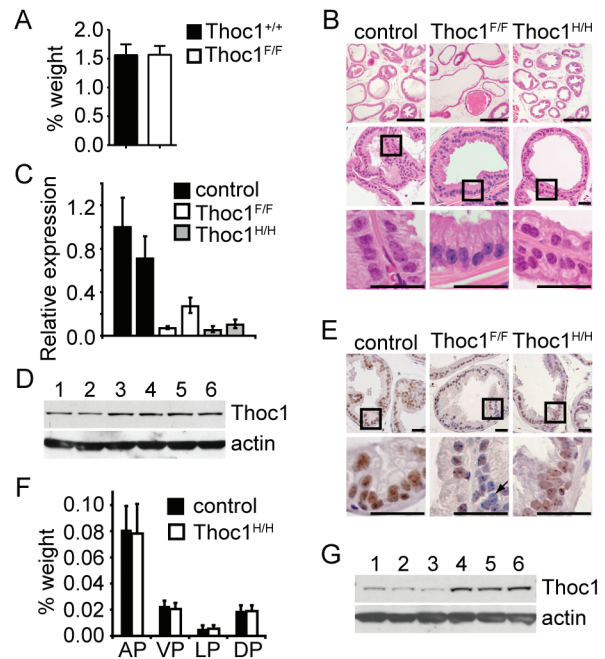 A
% weight
2.0
1.5
1.0
0.5
0
Thoc1+/+
Thoc1F/F
B
control Thoc1F/F Thoc1H/H
C
Relative expression
1.2
0.8
0.4
0.0
control
Thoc1F/F
Thoc1H/H
D
1 2 3 4 5 6
Thoc1
actin
E
control Thoc1F/F Thoc1H/H
F
% weight
0.10
0.08
0.06
0.04
0.02
0.00
control
Thoc1H/H
AP VP LP DP
G
1 2 3 4 5 6
Thoc1
actin